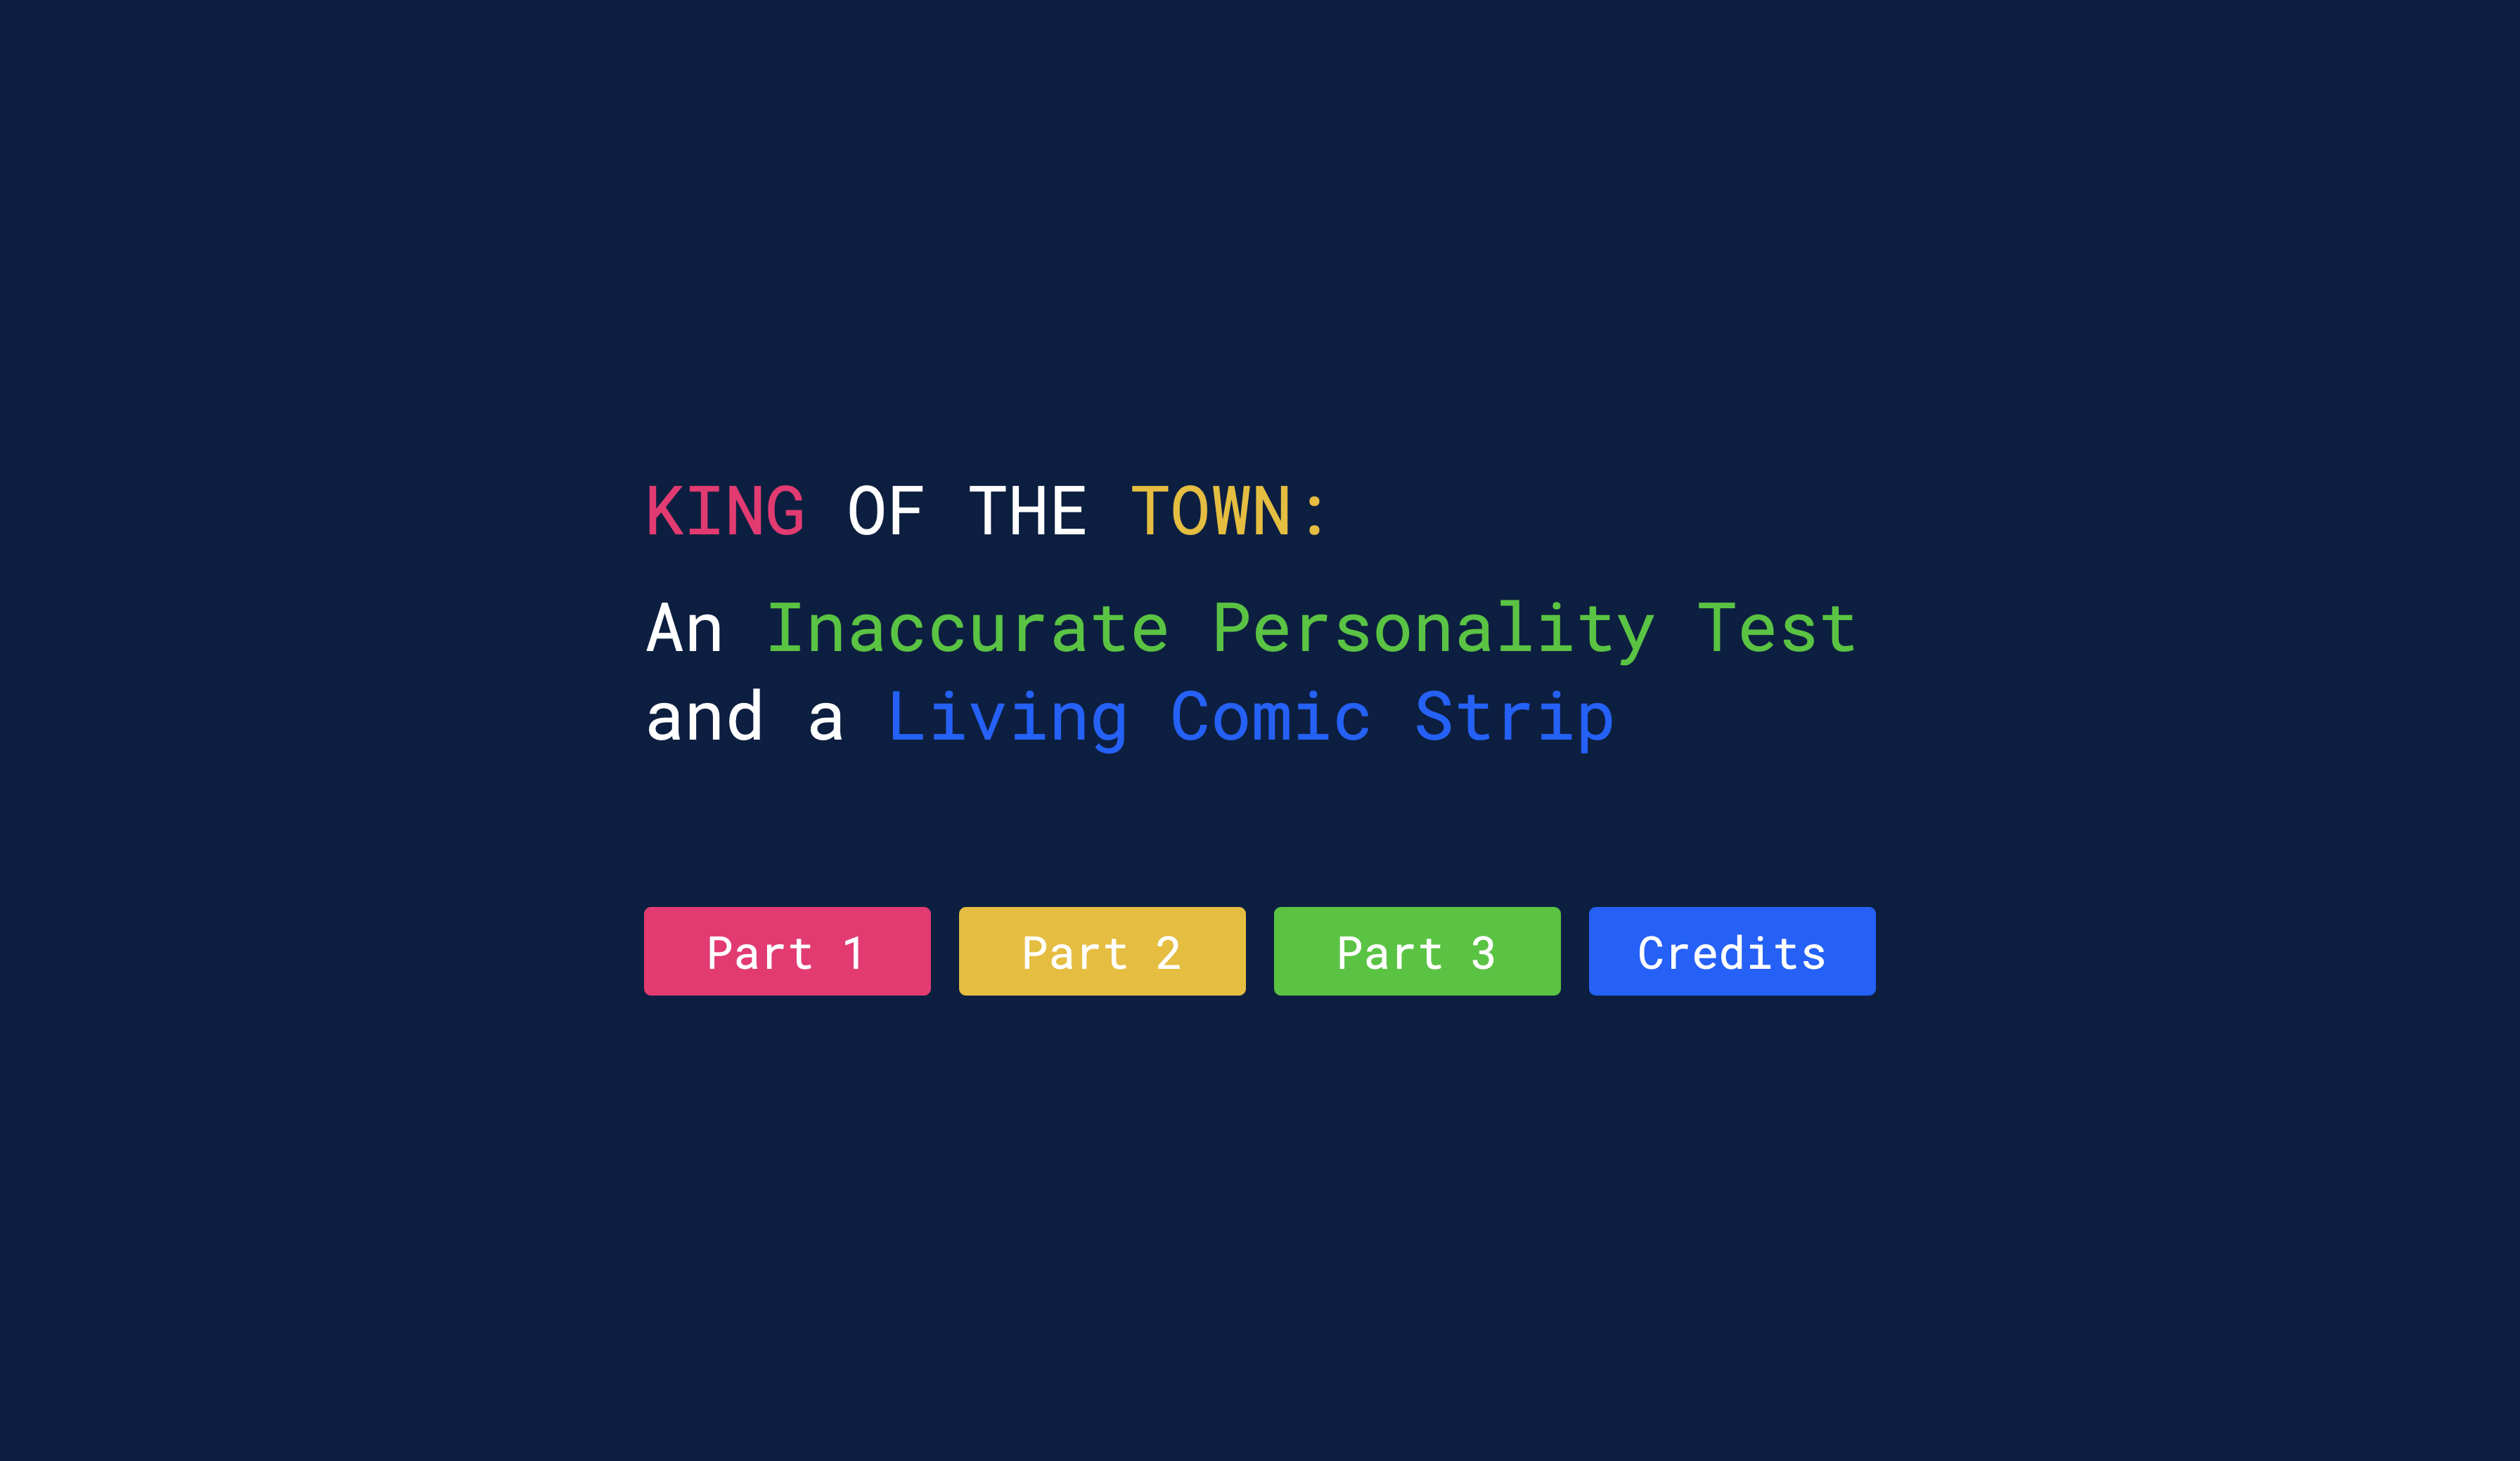 KING OF THE TOWN:
An Inaccurate Personality Test
and a Living Comic Strip
Part 1
Part 2
Part 3
Credits